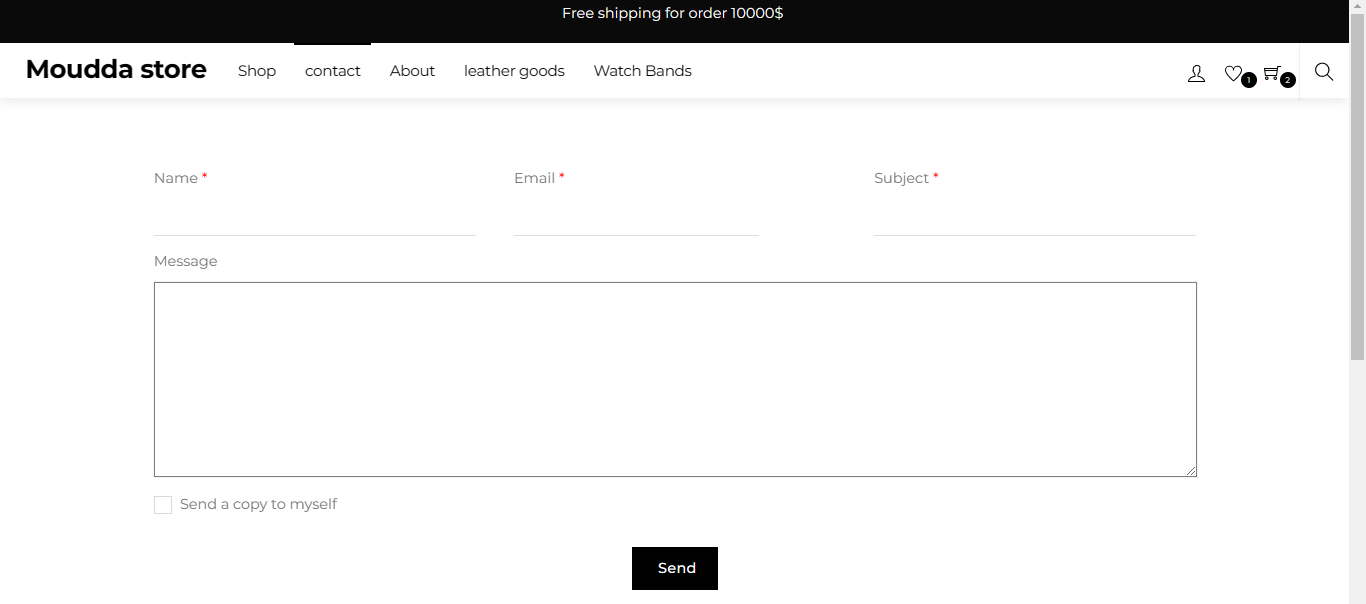 Free shipping for order 10000$
Moudda store Shop contact About leather goods Watch Bands 1 2
Name * Email * Subject *
Message
Send a copy to myself
Send